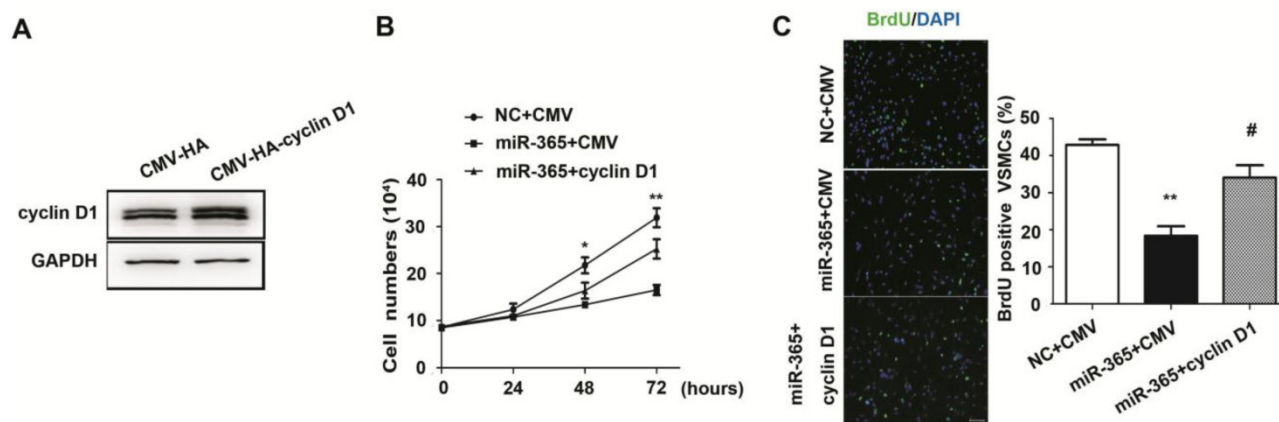 A
CMV-HA
CMV-HA-cyclin D1
cyclin D1
GAPDH
B
NC+CMV
miR-365+CMV
miR-365+cyclin D1
Cell numbers (10⁴)
40
30
20
10
0
*
**
0 24 48 72 (hours)
C
BrdU/DAPI
NC+CMV
miR-365+CMV
miR-365+
cyclin D1
BrdU positive VSMCs (%)
50
40
30
20
10
0
**
#
NC+CMV
miR-365+CMV
miR-365+cyclin D1